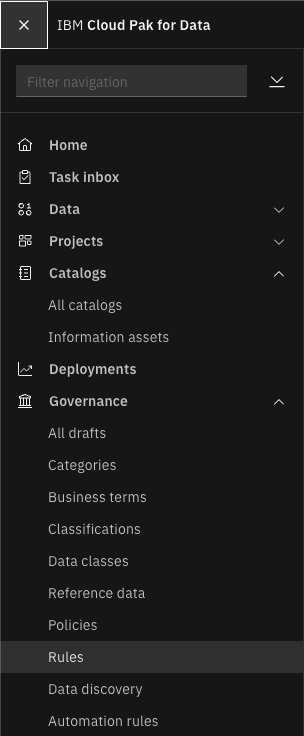 IBM Cloud Pak for Data
Filter navigation
Home
Task inbox
Data
Projects
Catalogs
All catalogs
Information assets
Deployments
Governance
All drafts
Categories
Business terms
Classifications
Data classes
Reference data
Policies
Rules
Data discovery
Automation rules